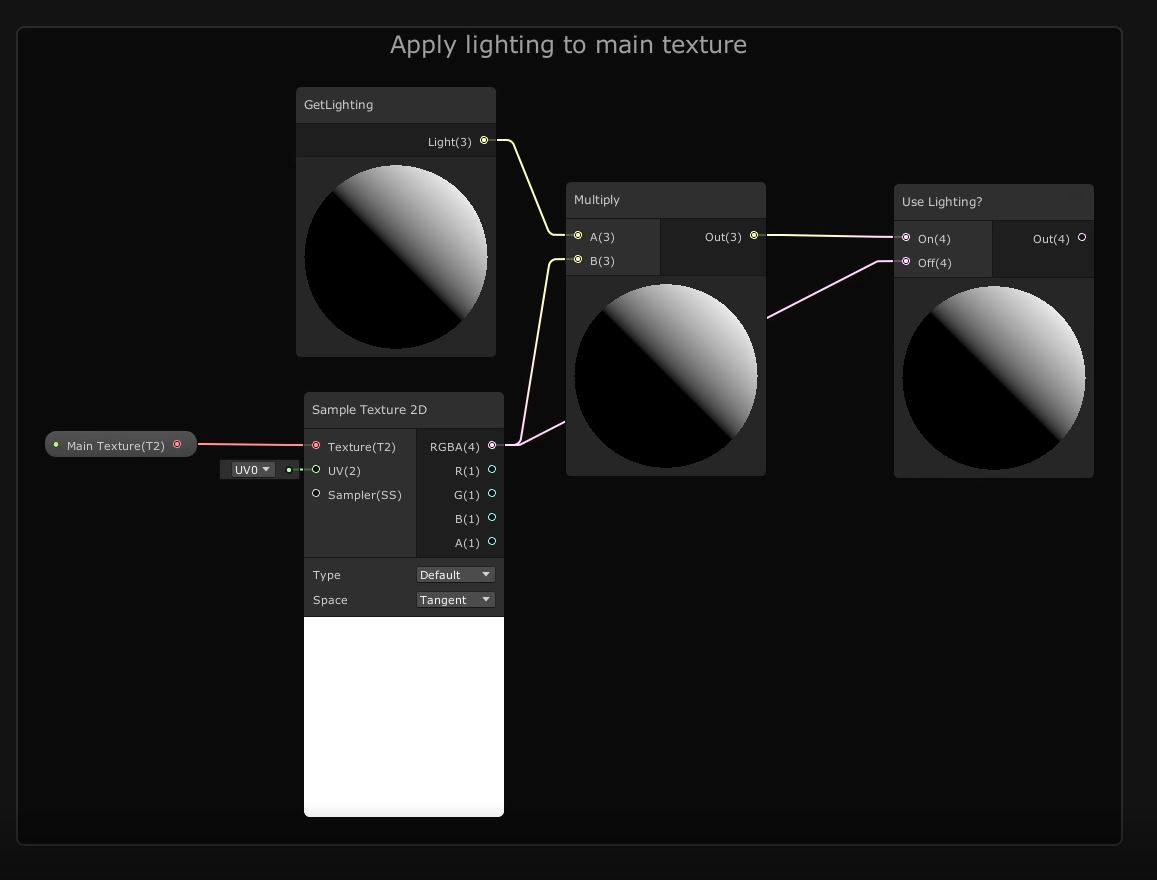 Apply lighting to main texture
GetLighting
Light(3)
Multiply
A(3)
Out(3)
B(3)
Use Lighting?
On(4)
Out(4)
Off(4)
Main Texture(T2)
UV0
Sample Texture 2D
Texture(T2)
RGBA(4)
UV(2)
R(1)
Sampler(SS)
G(1)
B(1)
A(1)
Type
Default
Space
Tangent